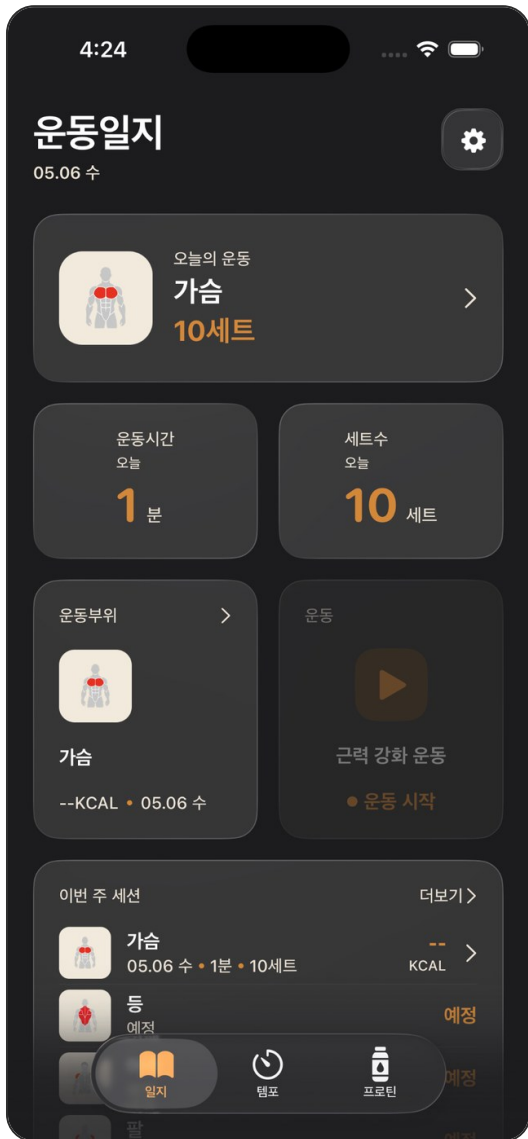 4:24
운동일지
05.06 수
오늘의 운동
가슴
10세트
운동시간
오늘
1 분
세트수
오늘
10 세트
운동부위
가슴
--KCAL • 05.06 수
운동
근력 강화 운동
• 운동 시작
이번 주 세션
더보기
가슴
05.06 수 • 1분 • 10세트
--
KCAL
등
예정
예정
예정
팔
예정
일지
템포
프로틴